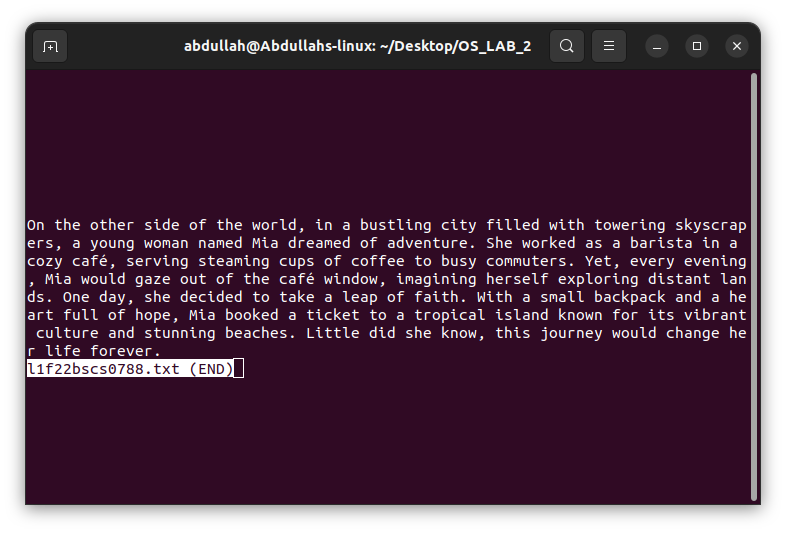 abdullah@Abdullahs-linux: ~/Desktop/OS_LAB_2
On the other side of the world, in a bustling city filled with towering skyscrap
ers, a young woman named Mia dreamed of adventure. She worked as a barista in a
cozy café, serving steaming cups of coffee to busy commuters. Yet, every evening
, Mia would gaze out of the café window, imagining herself exploring distant lan
ds. One day, she decided to take a leap of faith. With a small backpack and a he
art full of hope, Mia booked a ticket to a tropical island known for its vibrant
 culture and stunning beaches. Little did she know, this journey would change he
r life forever.
l1f22bscs0788.txt (END)